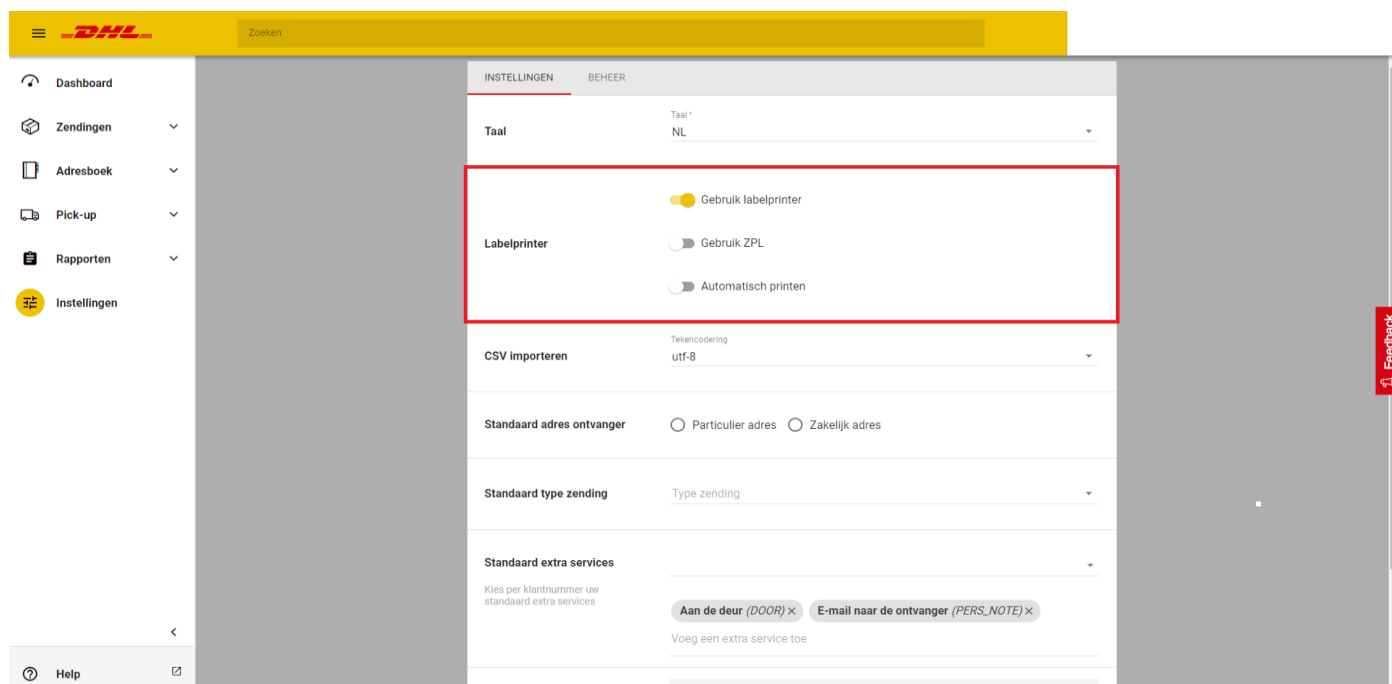 DHL
Zoeken
Dashboard
Zendingen
Adresboek
Pick-up
Rapporten
Instellingen
Help
INSTELLINGEN BEHEER
Taal
Taal *
NL
Labelprinter
Gebruik labelprinter
Gebruik ZPL
Automatisch printen
CSV importeren
Tekencodering
utf-8
Standaard adres ontvanger
Particulier adres Zakelijk adres
Standaard type zending
Type zending
Standaard extra services
Kies per klantnummer uw
standaard extra services
Aan de deur (DOOR) × E-mail naar de ontvanger (PERS_NOTE) ×
Voeg een extra service toe
Feedback